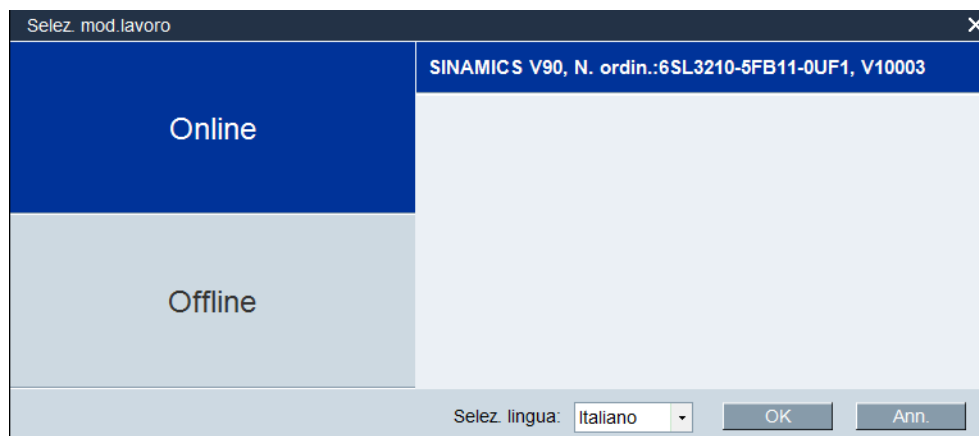 Selez. mod.lavoro
Online
SINAMICS V90, N. ordin.:6SL3210-5FB11-0UF1, V10003
Offline
Selez. lingua: Italiano OK Ann.